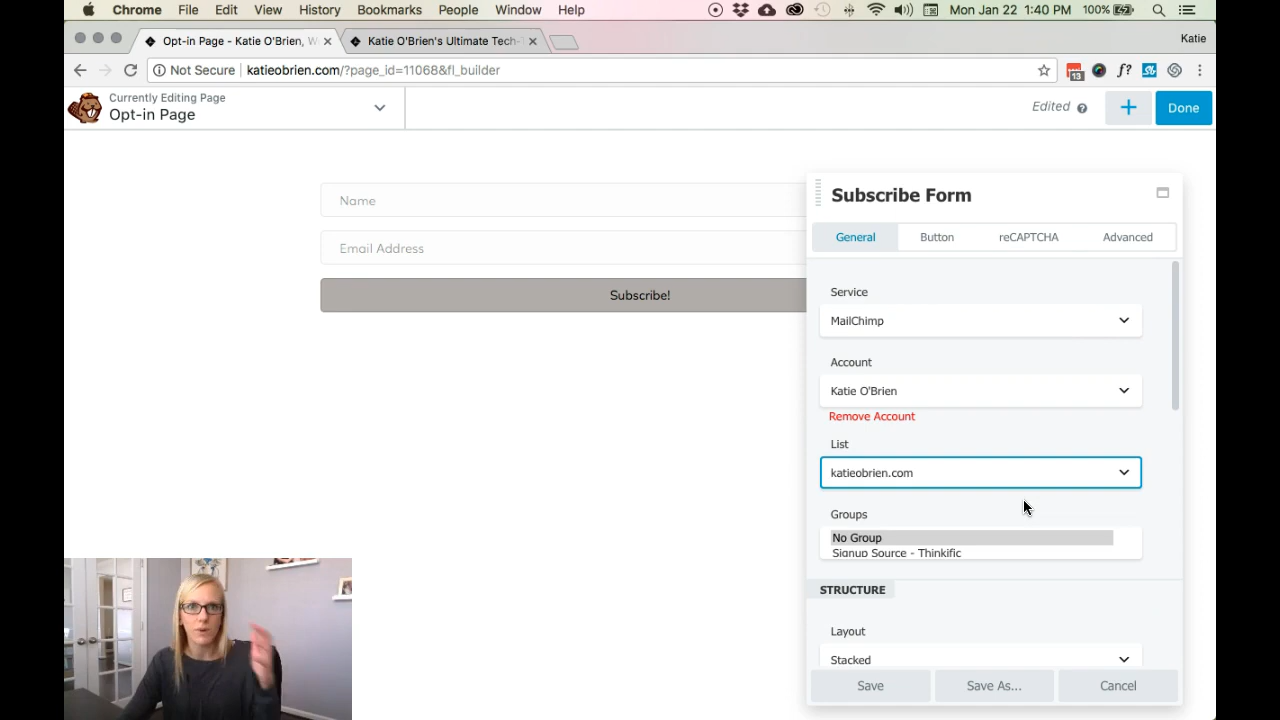 Chrome File Edit View History Bookmarks People Window Help Mon Jan 22 1:40 PM 100%
Opt-in Page - Katie O'Brien, W Katie O'Brien's Ultimate Tech- Katie
Not Secure katieobrien.com/?page_id=11068&fl_builder 13 f?
Currently Editing Page
Opt-in Page Edited ? + Done
Name
Email Address
Subscribe!
Subscribe Form
General Button reCAPTCHA Advanced
Service
MailChimp
Account
Katie O'Brien
Remove Account
List
katieobrien.com
Groups
No Group
Signup Source - Thinkific
STRUCTURE
Layout
Stacked
Save Save As... Cancel